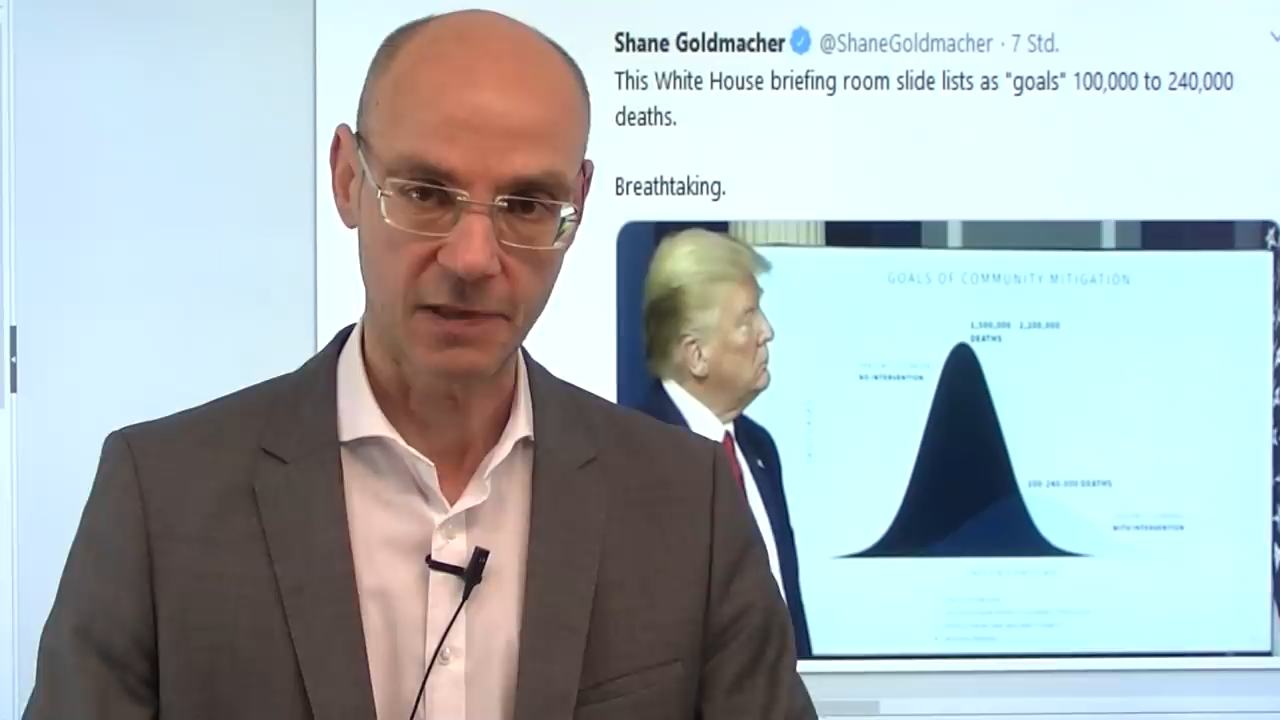 Shane Goldmacher @ShaneGoldmacher · 7 Std.
This White House briefing room slide lists as "goals" 100,000 to 240,000
deaths.
Breathtaking.
GOALS OF COMMUNITY MITIGATION
1,500,000 - 2,200,000
DEATHS
NO INTERVENTION
100-240,000 DEATHS
WITH INTERVENTION